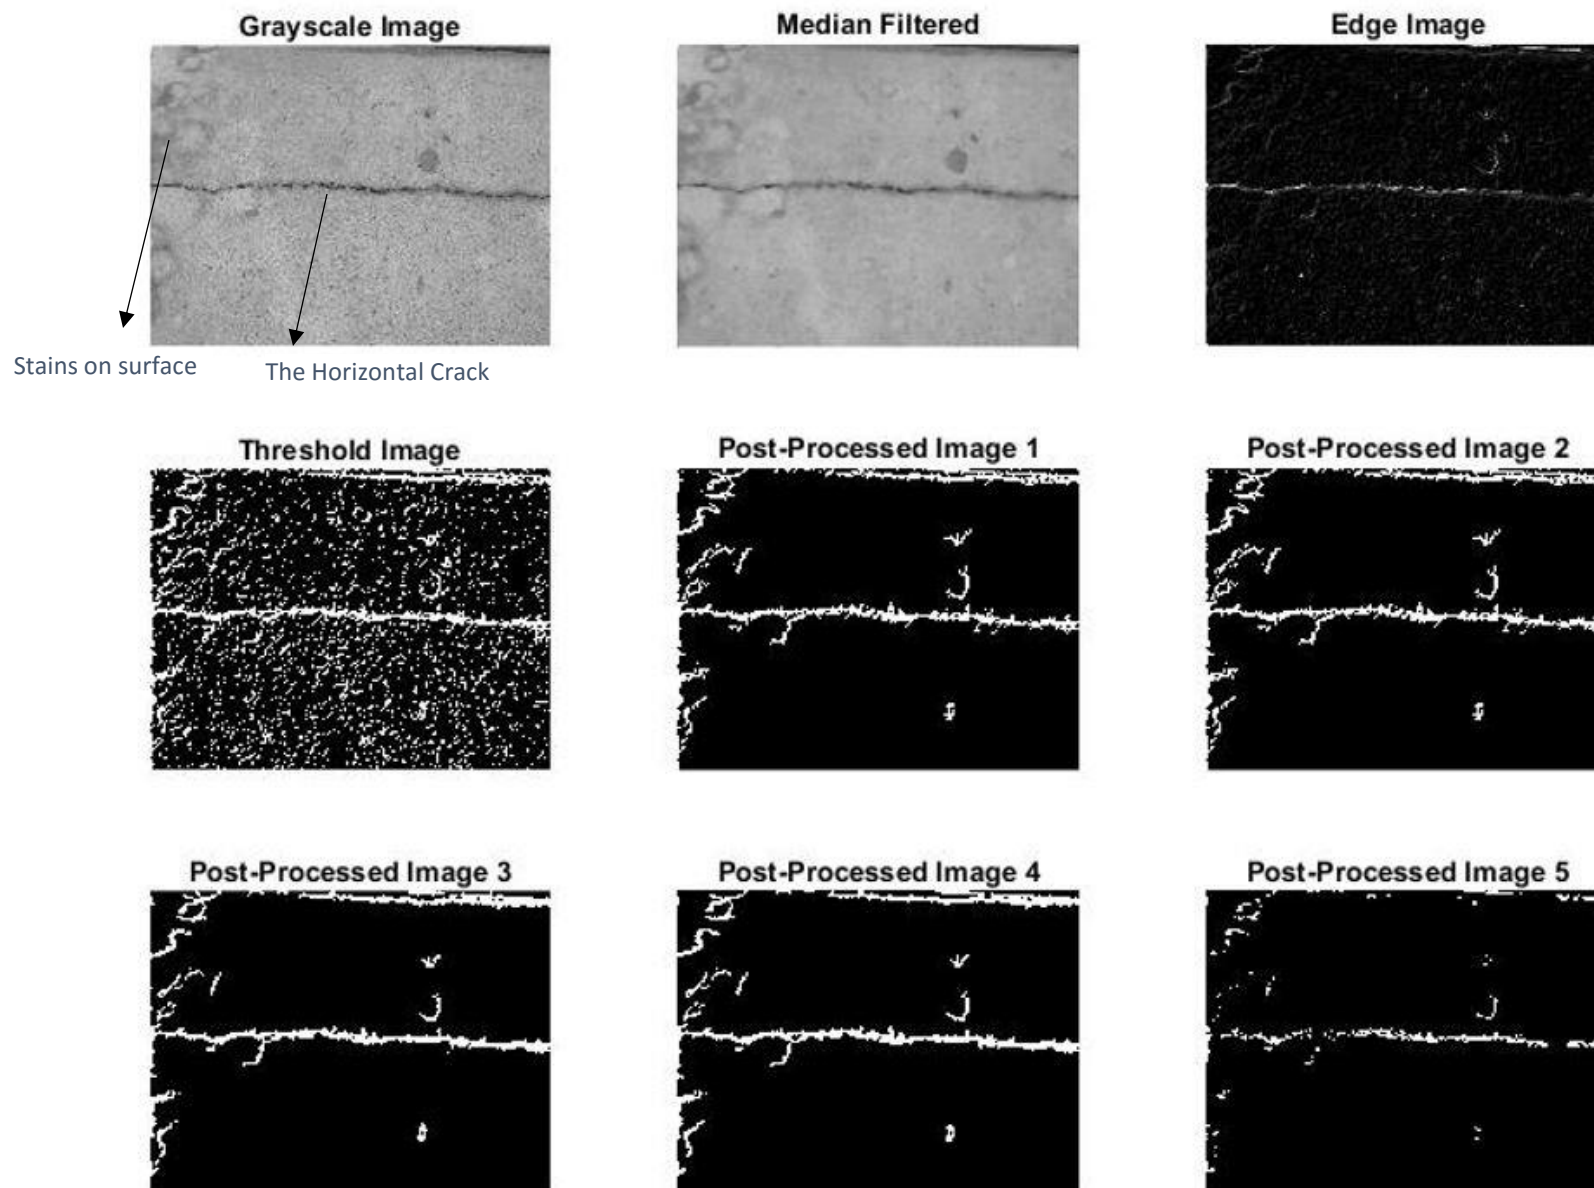 Grayscale Image
Median Filtered
Edge Image
Stains on surface
The Horizontal Crack
Threshold Image
Post-Processed Image 1
Post-Processed Image 2
Post-Processed Image 3
Post-Processed Image 4
Post-Processed Image 5